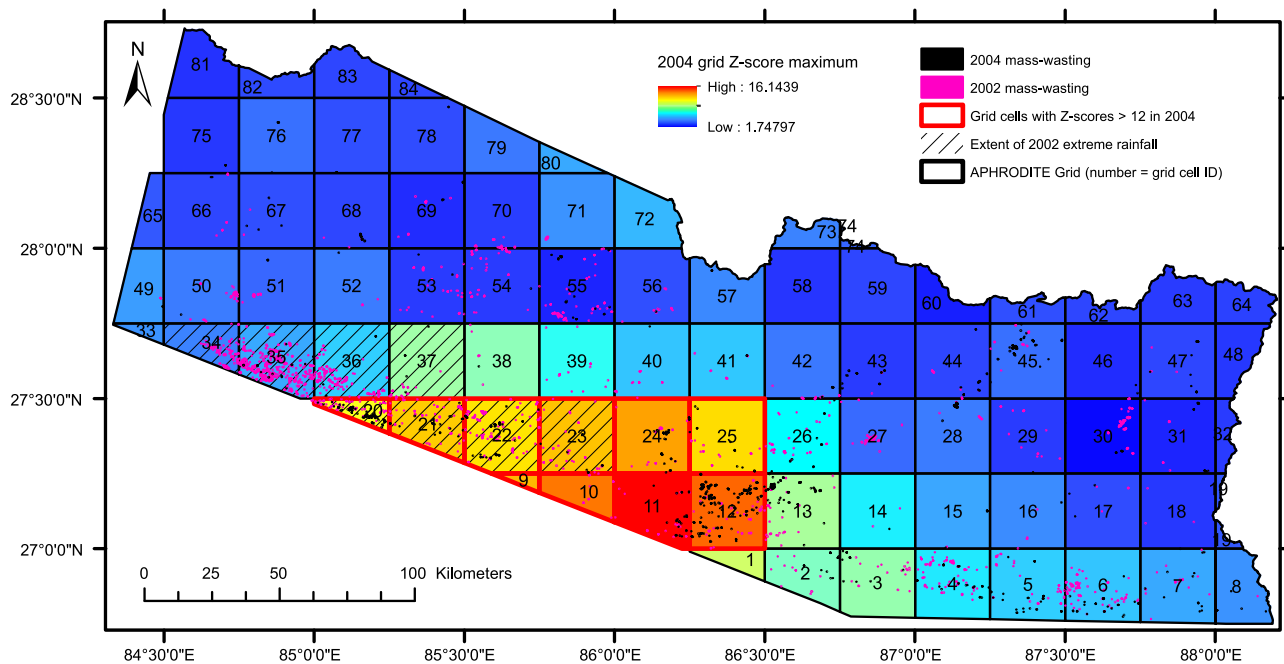 N
2004 grid Z-score maximum
High : 16.1439
Low : 1.74797
2004 mass-wasting
2002 mass-wasting
Grid cells with Z-scores > 12 in 2004
Extent of 2002 extreme rainfall
APHRODITE Grid (number = grid cell ID)
28°30'0"N
28°0'0"N
27°30'0"N
27°0'0"N
81 82 83 84
75 76 77 78 79 80
65 66 67 68 69 70 71 72 73 74
74
49 50 51 52 53 54 55 56 57 58 59 60 61 62 63 64
33 34 35 36 37 38 39 40 41 42 43 44 45 46 47 48
20 21 22 23 24 25 26 27 28 29 30 31 32
9 10 11 12 13 14 15 16 17 18 19
19
1 2 3 4 5 6 7 8
0 25 50 100 Kilometers
84°30'0"E 85°0'0"E 85°30'0"E 86°0'0"E 86°30'0"E 87°0'0"E 87°30'0"E 88°0'0"E